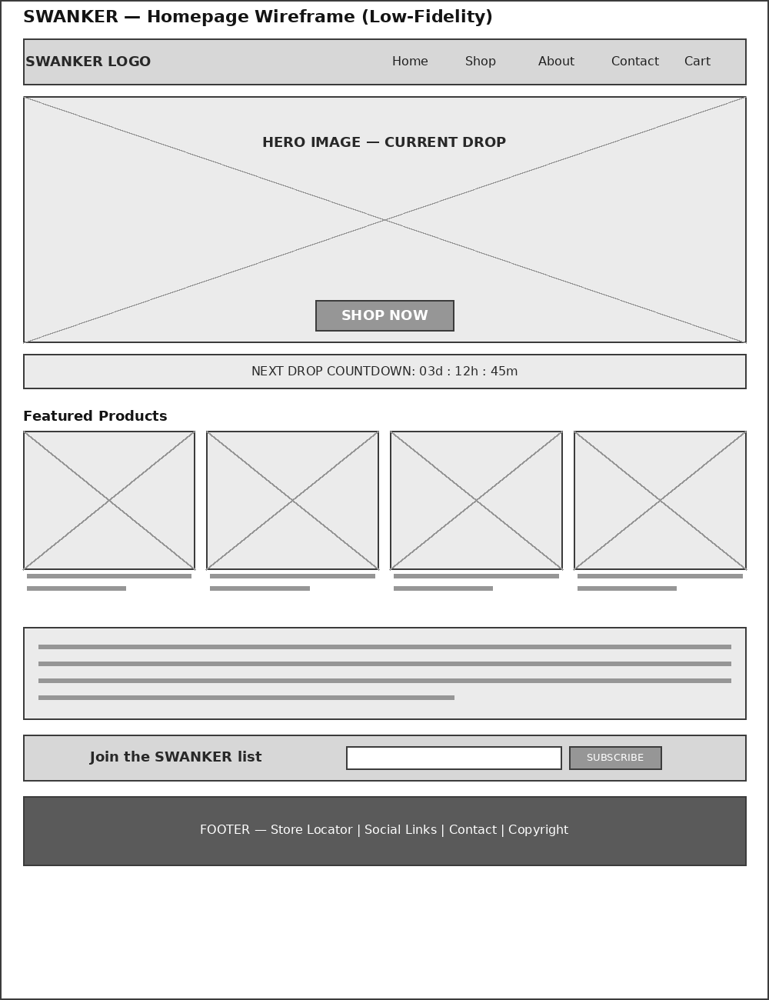 SWANKER — Homepage Wireframe (Low-Fidelity)
SWANKER LOGO Home Shop About Contact Cart
HERO IMAGE — CURRENT DROP
SHOP NOW
NEXT DROP COUNTDOWN: 03d : 12h : 45m
Featured Products
Join the SWANKER list SUBSCRIBE
FOOTER — Store Locator | Social Links | Contact | Copyright